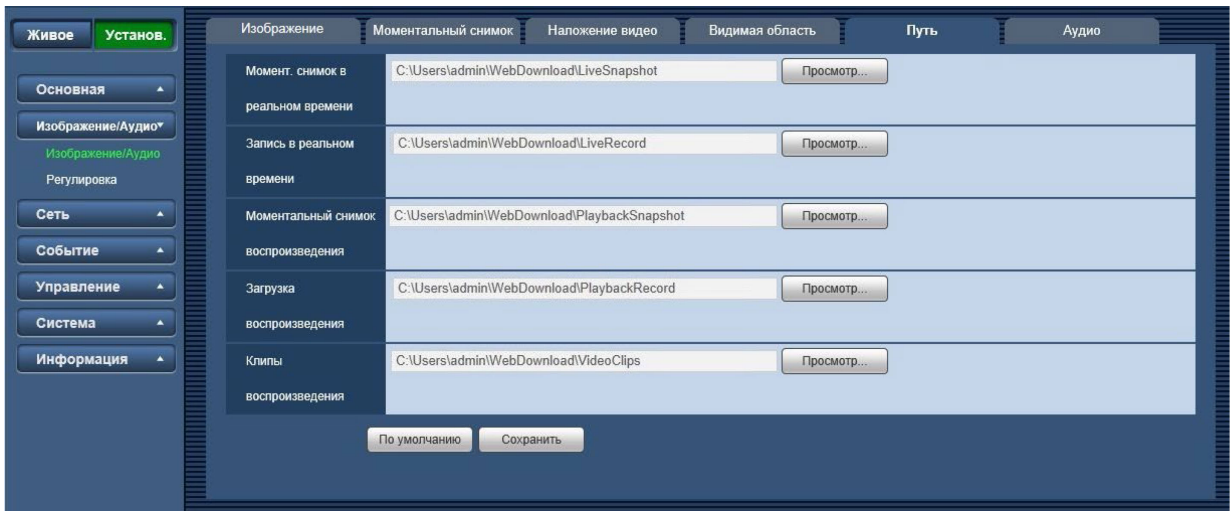 Живое Установ.
Основная
Изображение/Аудио
Изображение/Аудио
Регулировка
Сеть
Событие
Управление
Система
Информация
Изображение Моментальный снимок Наложение видео Видимая область Путь Аудио
Момент. снимок в C:\Users\admin\WebDownload\LiveSnapshot Просмотр...
реальном времени
Запись в реальном C:\Users\admin\WebDownload\LiveRecord Просмотр...
времени
Моментальный снимок C:\Users\admin\WebDownload\PlaybackSnapshot Просмотр...
воспроизведения
Загрузка C:\Users\admin\WebDownload\PlaybackRecord Просмотр...
воспроизведения
Клипы C:\Users\admin\WebDownload\VideoClips Просмотр...
воспроизведения
По умолчанию Сохранить